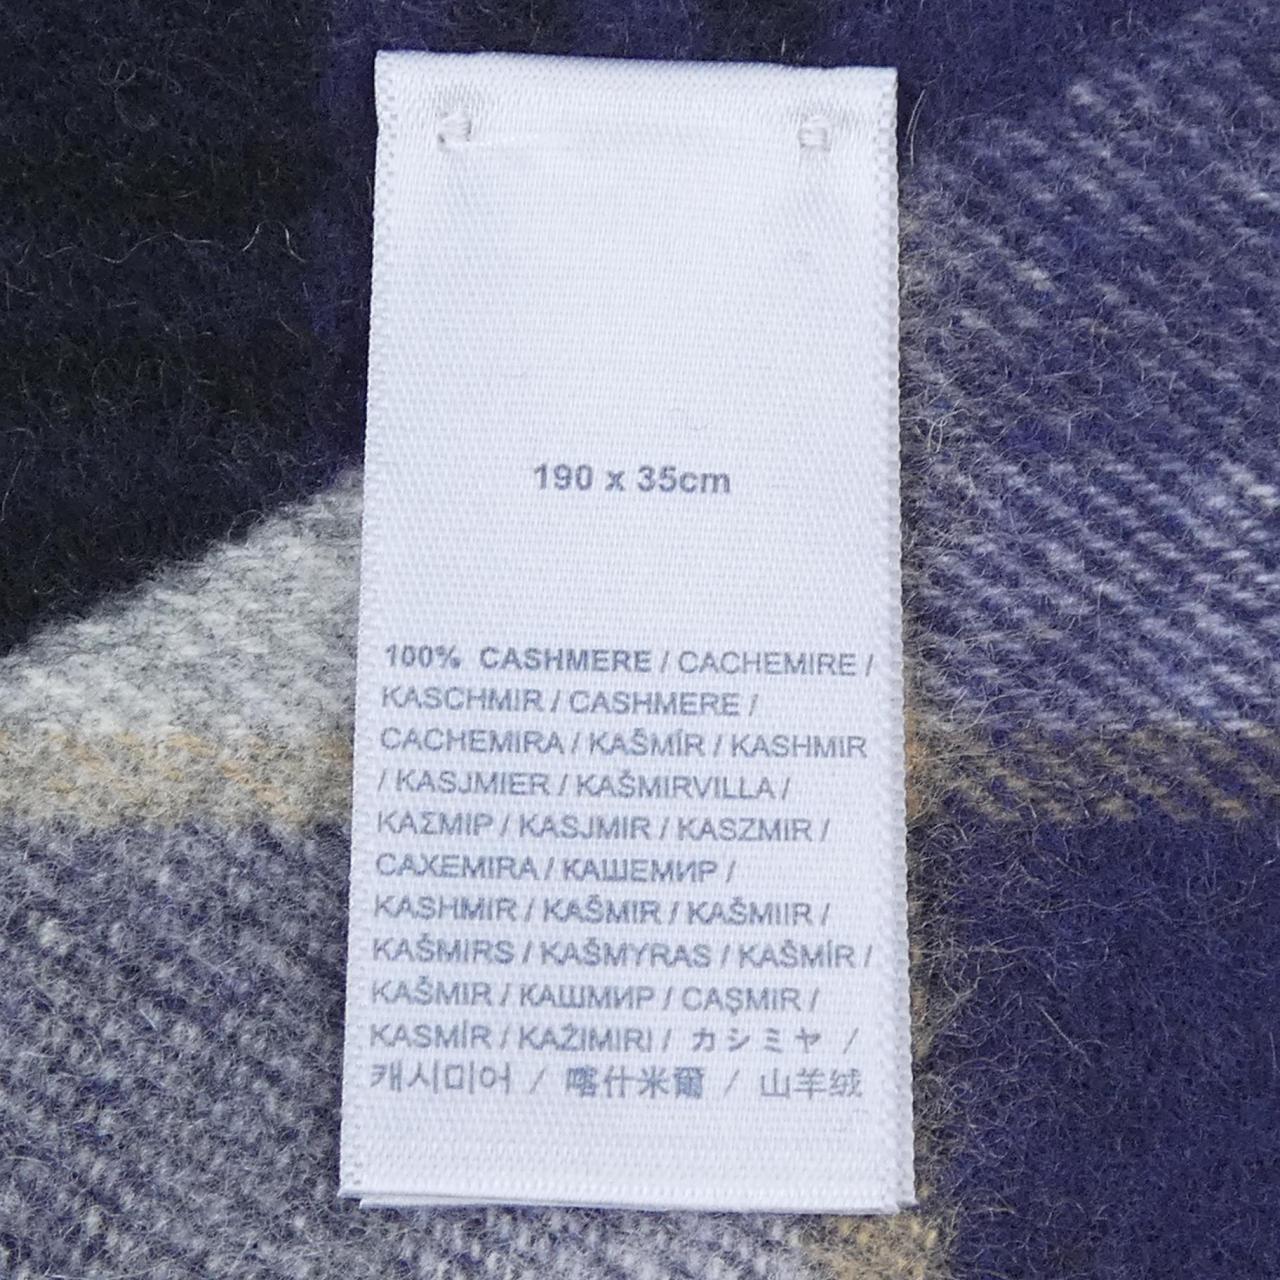 190 x 35cm
100% CASHMERE / CACHEMIRE /
KASCHMIR / CASHMERE /
CACHEMIRA / KAŠMÍR / KASHMIR
/ KASJMIER / KAŠMIRVILLA /
ΚΑΣΜΙΡ / KASJMIR / KASZMIR /
CAXEMIRA / КАШЕМИР /
KASHMIR / KAŠMIR / KAŠMIIR /
KAŠMIRS / KAŠMYRAS / KAŠMÍR /
KAŠMIR / КАШМИР / CAŞMIR /
KASMÍR / KAŻIMIRI / カシミヤ /
캐시미어 / 喀什米爾 / 山羊绒